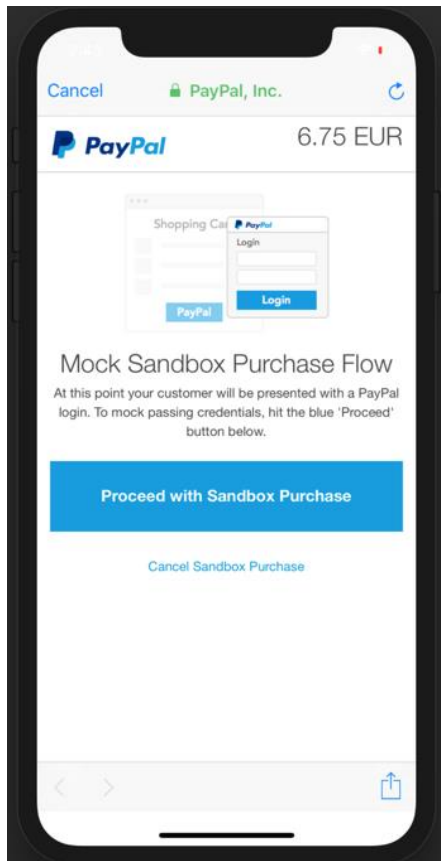 Cancel PayPal, Inc.
PayPal 6.75 EUR
Shopping Ca
PayPal
Login
Login
PayPal
Mock Sandbox Purchase Flow
At this point your customer will be presented with a PayPal
login. To mock passing credentials, hit the blue 'Proceed'
button below.
Proceed with Sandbox Purchase
Cancel Sandbox Purchase